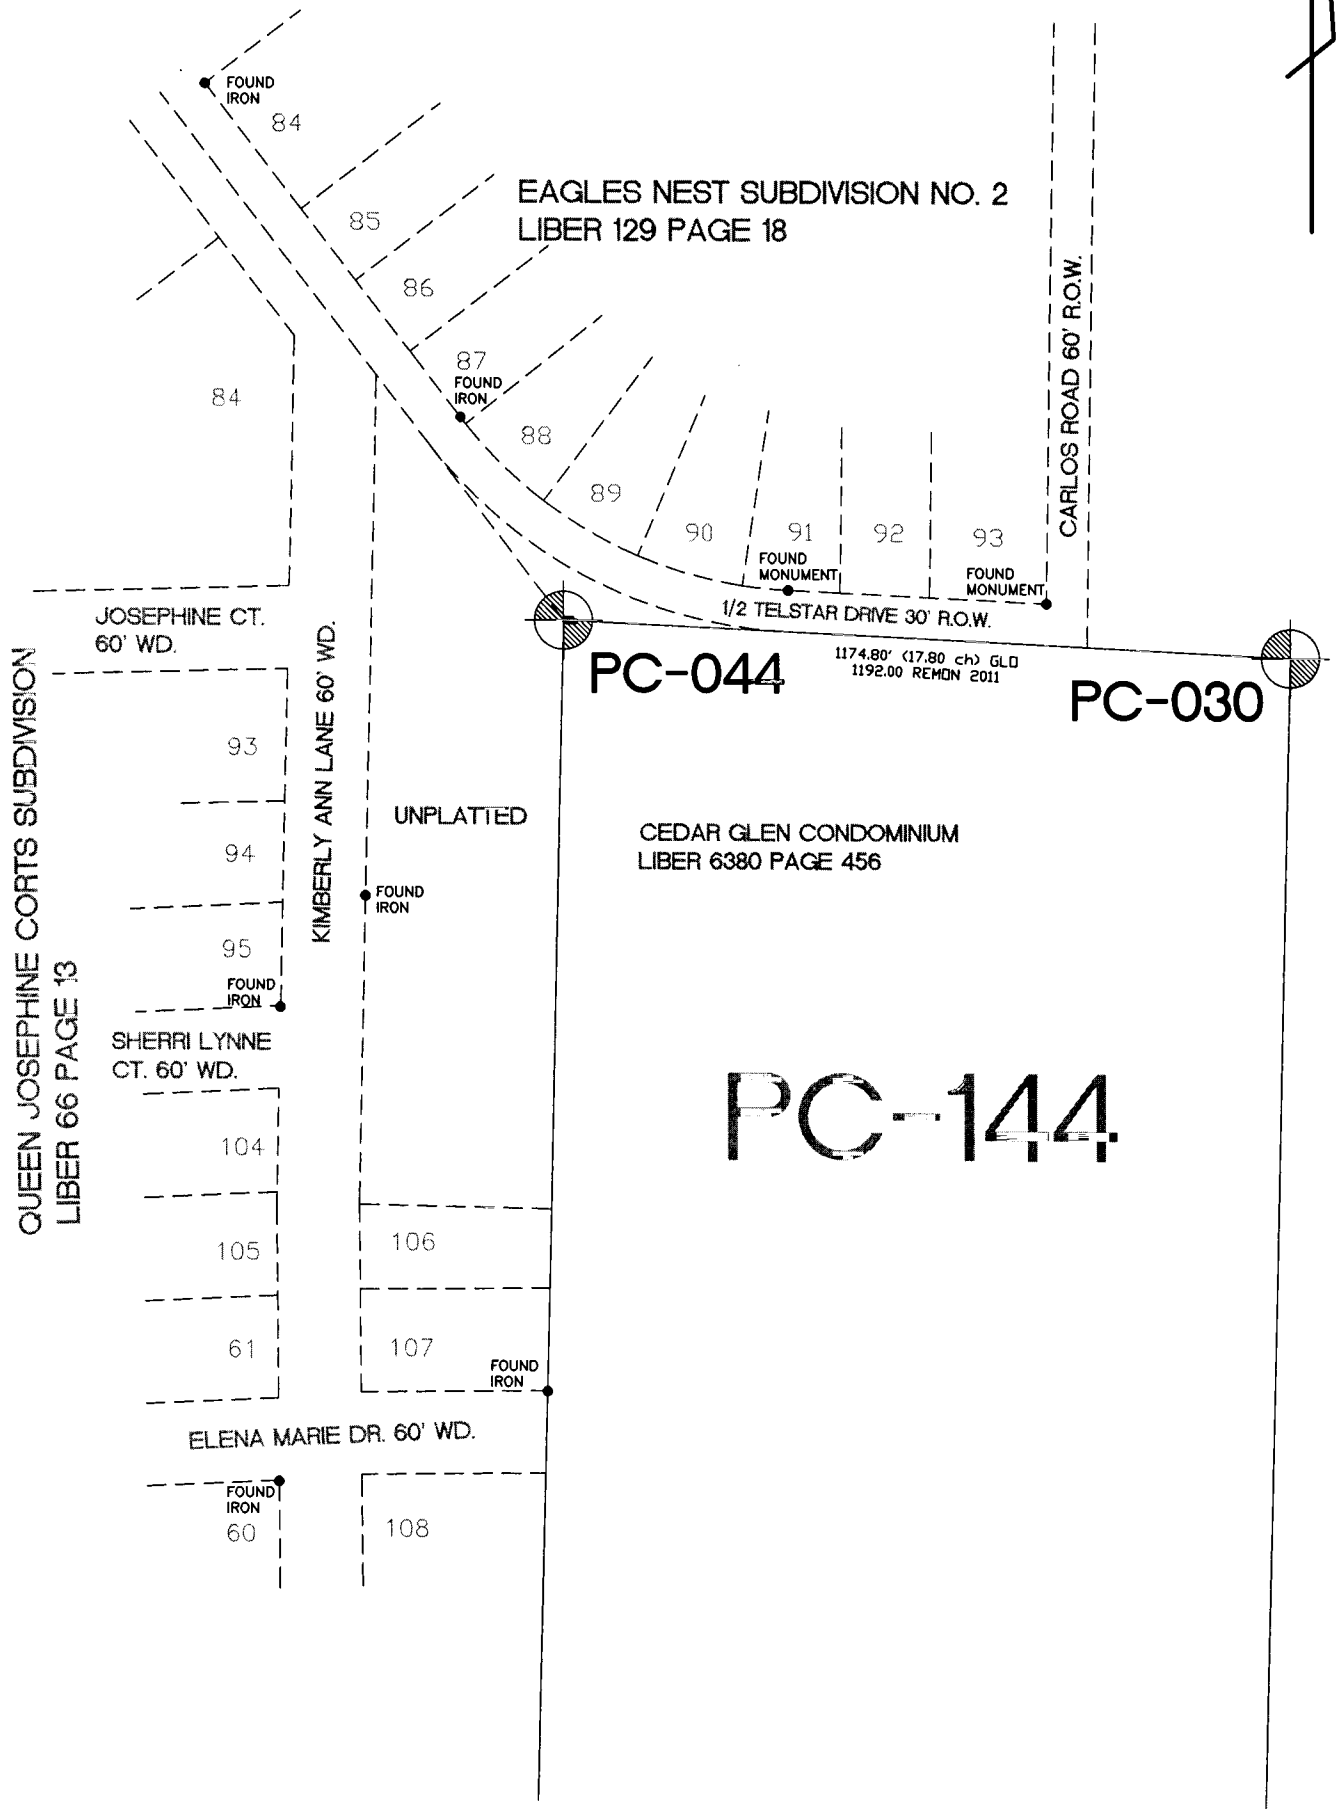 FOUND
IRON
84
85
86
87
FOUND
IRON
88
89
90
91
92
93
FOUND
MONUMENT
FOUND
MONUMENT
EAGLES NEST SUBDIVISION NO. 2
LIBER 129 PAGE 18
CARLOS ROAD 60' R.O.W.
84
1/2 TELSTAR DRIVE 30' R.O.W.
JOSEPHINE CT.
60' WD.
PC-044
1174.80' (17.80 ch) GLO
1192.00 REMON 2011
PC-030
QUEEN JOSEPHINE CORTS SUBDIVISION
LIBER 66 PAGE 13
KIMBERLY ANN LANE 60' WD.
93
94
95
FOUND
IRON
UNPLATTED
FOUND
IRON
CEDAR GLEN CONDOMINIUM
LIBER 6380 PAGE 456
SHERRI LYNNE
CT. 60' WD.
PC-144
104
105
106
61
107
FOUND
IRON
ELENA MARIE DR. 60' WD.
FOUND
IRON
60
108